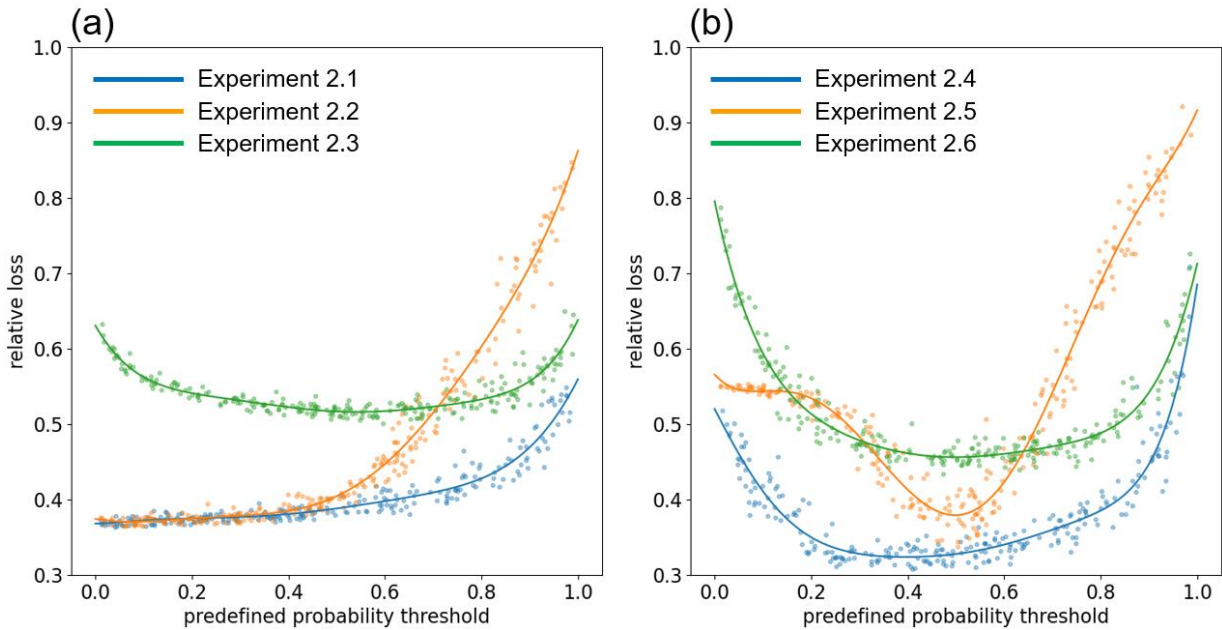 (a)
1.0
0.9
0.8
0.7
0.6
0.5
0.4
0.3
relative loss
Experiment 2.1
Experiment 2.2
Experiment 2.3
0.0 0.2 0.4 0.6 0.8 1.0
predefined probability threshold
(b)
1.0
0.9
0.8
0.7
0.6
0.5
0.4
0.3
relative loss
Experiment 2.4
Experiment 2.5
Experiment 2.6
0.0 0.2 0.4 0.6 0.8 1.0
predefined probability threshold